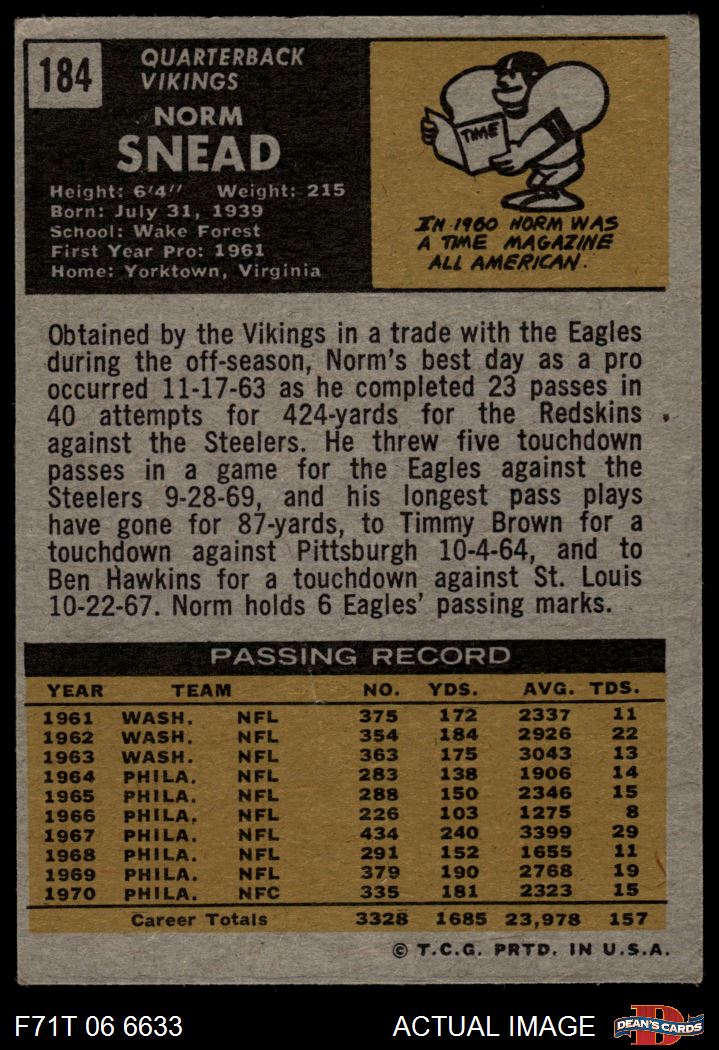 184
QUARTERBACK
VIKINGS
NORM
SNEAD
Height: 6'4'' Weight: 215
Born: July 31, 1939
School: Wake Forest
First Year Pro: 1961
Home: Yorktown, Virginia
TIME
IN 1960 NORM WAS
A TIME MAGAZINE
ALL AMERICAN.
Obtained by the Vikings in a trade with the Eagles
during the off-season, Norm's best day as a pro
occurred 11-17-63 as he completed 23 passes in
40 attempts for 424-yards for the Redskins
against the Steelers. He threw five touchdown
passes in a game for the Eagles against the
Steelers 9-28-69, and his longest pass plays
have gone for 87-yards, to Timmy Brown for a
touchdown against Pittsburgh 10-4-64, and to
Ben Hawkins for a touchdown against St. Louis
10-22-67. Norm holds 6 Eagles' passing marks.
PASSING RECORD
YEAR TEAM NO. YDS. AVG. TDS.
1961 WASH. NFL 375 172 2337 11
1962 WASH. NFL 354 184 2926 22
1963 WASH. NFL 363 175 3043 13
1964 PHILA. NFL 283 138 1906 14
1965 PHILA. NFL 288 150 2346 15
1966 PHILA. NFL 226 103 1275 8
1967 PHILA. NFL 434 240 3399 29
1968 PHILA. NFL 291 152 1655 11
1969 PHILA. NFL 379 190 2768 19
1970 PHILA. NFC 335 181 2323 15
Career Totals 3328 1685 23,978 157
© T.C.G. PRTD. IN U.S.A.
F71T 06 6633 ACTUAL IMAGE D DEAN'S CARDS